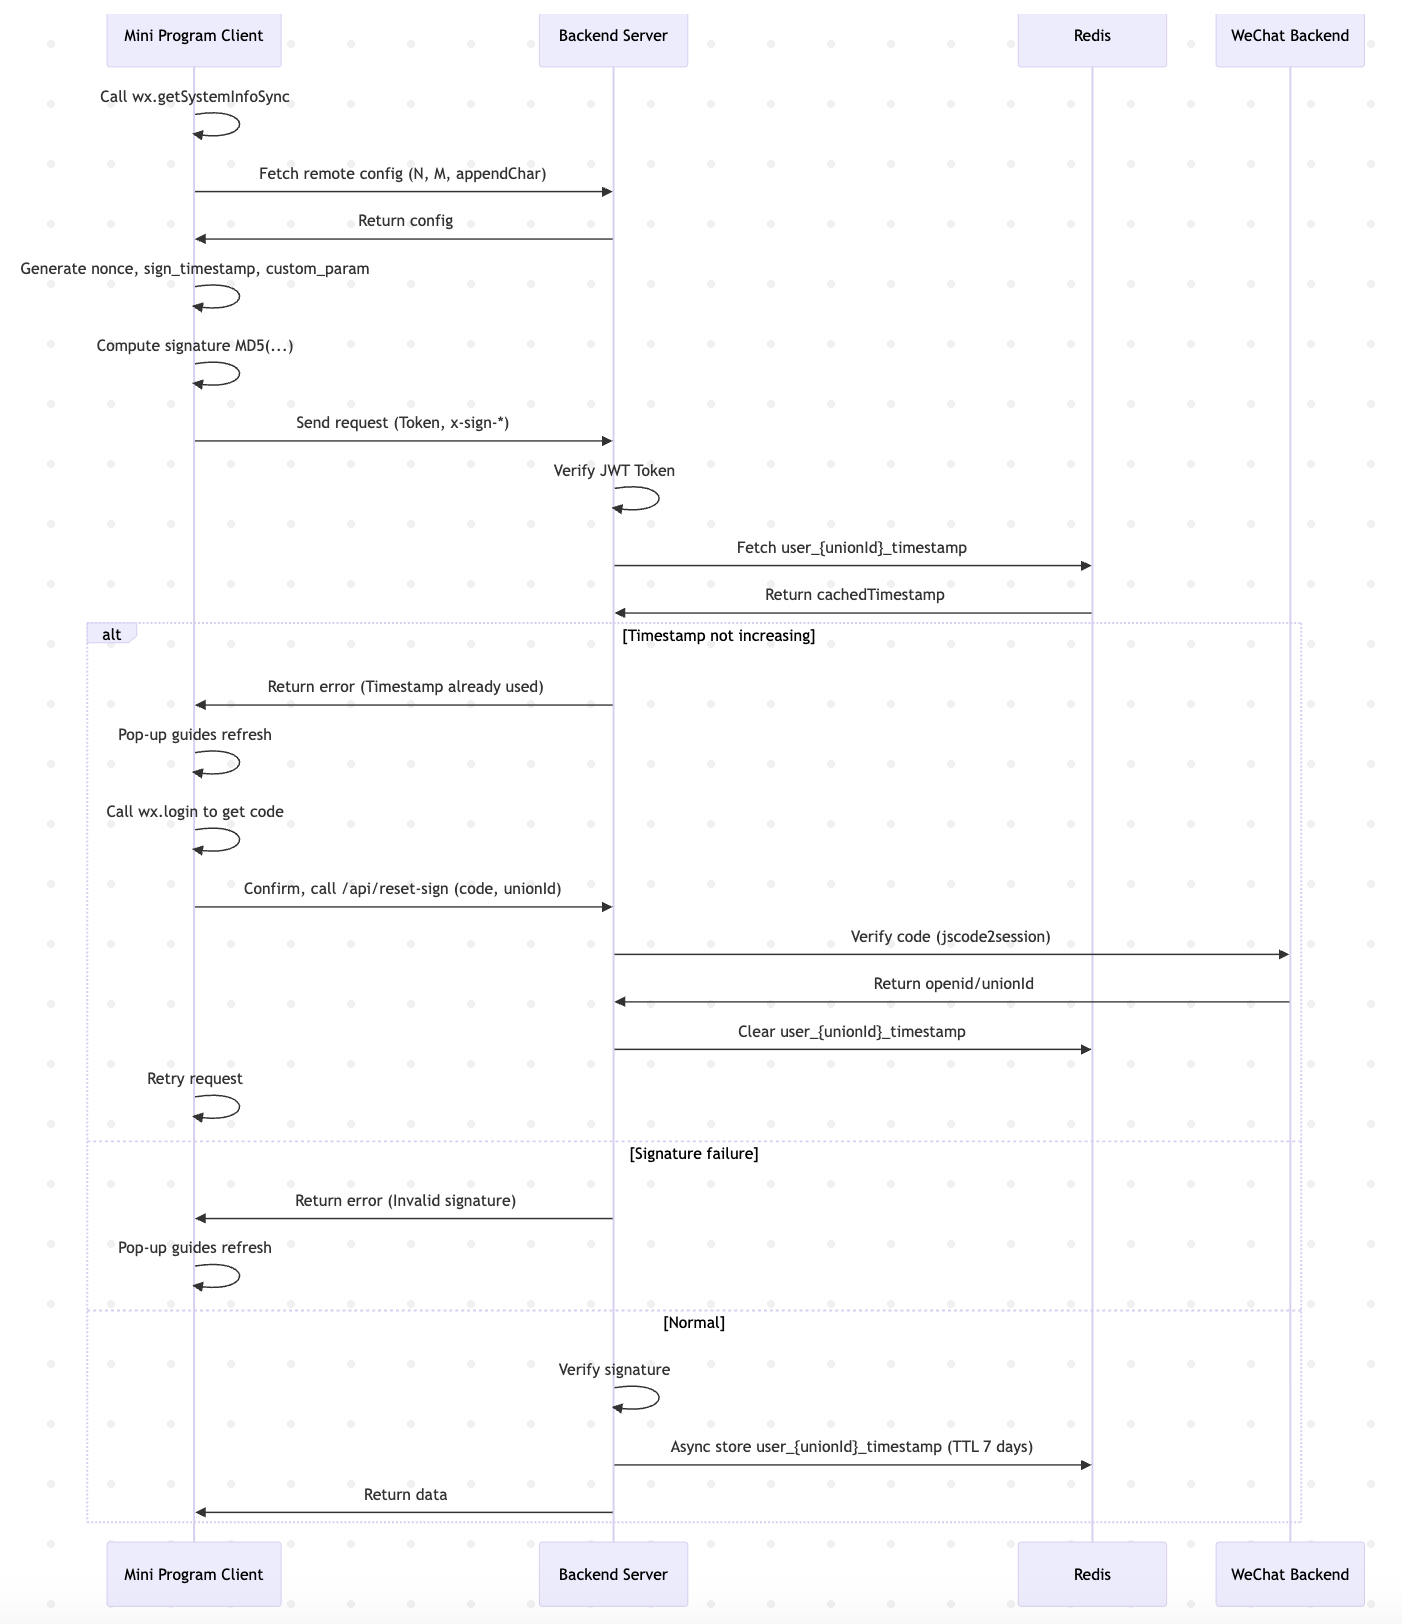 Mini Program Client
Backend Server
Redis
WeChat Backend
Call wx.getSystemInfoSync
Fetch remote config (N, M, appendChar)
Return config
Generate nonce, sign_timestamp, custom_param
Compute signature MD5(...)
Send request (Token, x-sign-*)
Verify JWT Token
Fetch user_{unionId}_timestamp
Return cachedTimestamp
alt
[Timestamp not increasing]
Return error (Timestamp already used)
Pop-up guides refresh
Call wx.login to get code
Confirm, call /api/reset-sign (code, unionId)
Verify code (jscode2session)
Return openid/unionId
Clear user_{unionId}_timestamp
Retry request
[Signature failure]
Return error (Invalid signature)
Pop-up guides refresh
[Normal]
Verify signature
Async store user_{unionId}_timestamp (TTL 7 days)
Return data
Mini Program Client
Backend Server
Redis
WeChat Backend